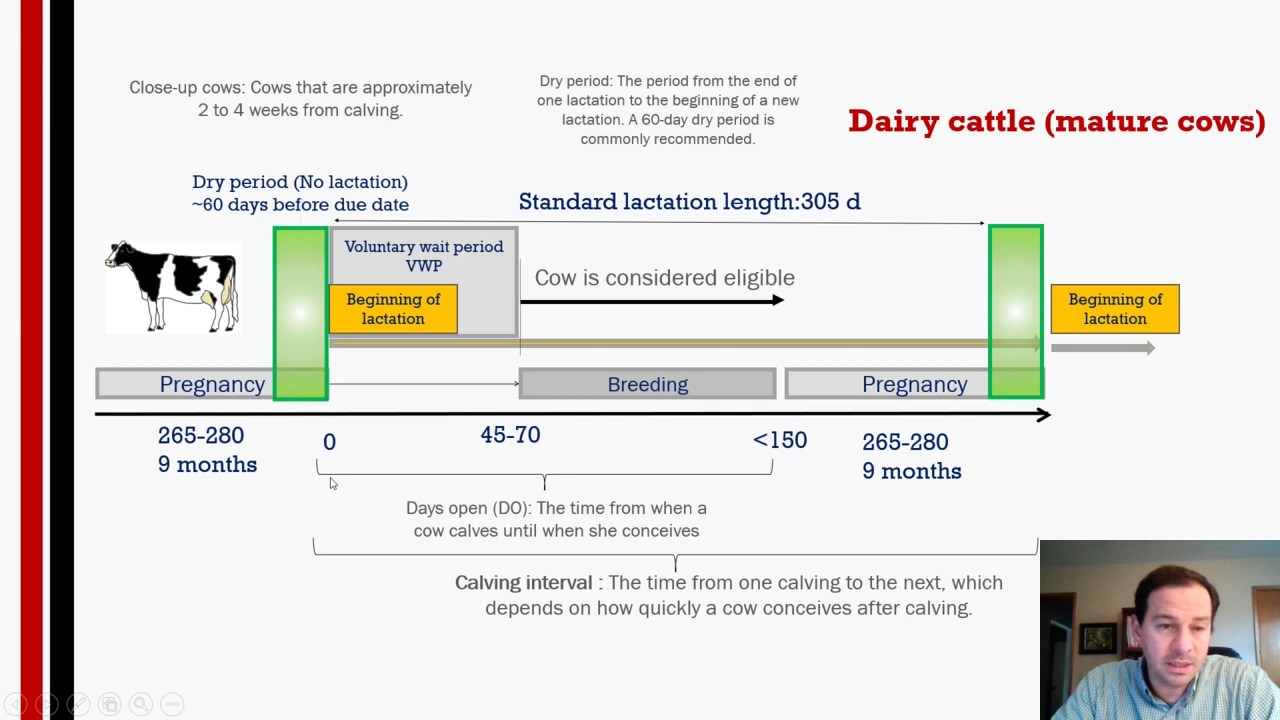 Close-up cows: Cows that are approximately
2 to 4 weeks from calving.
Dry period: The period from the end of
one lactation to the beginning of a new
lactation. A 60-day dry period is
commonly recommended.
Dairy cattle (mature cows)
Dry period (No lactation)
~60 days before due date
Standard lactation length:305 d
Voluntary wait period
VWP
Cow is considered eligible
Beginning of
lactation
Beginning of
lactation
Pregnancy
Breeding
Pregnancy
265-280
9 months
0
45-70
<150
265-280
9 months
Days open (DO): The time from when a
cow calves until when she conceives
Calving interval : The time from one calving to the next, which
depends on how quickly a cow conceives after calving.